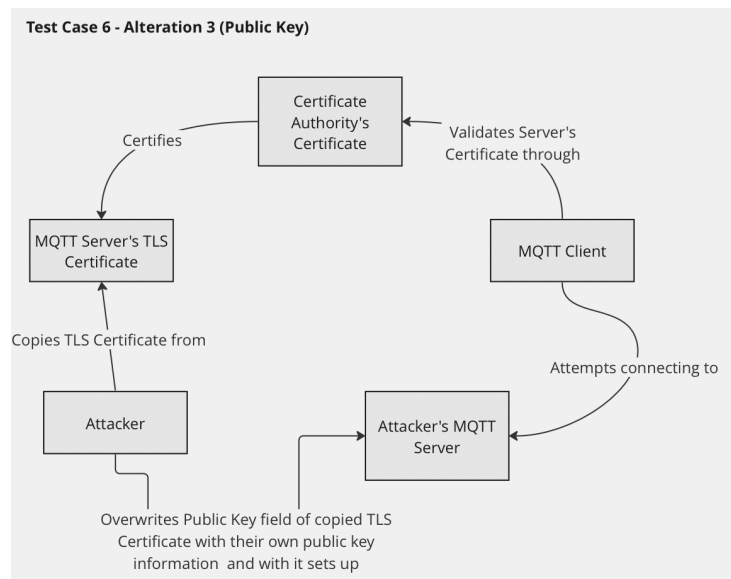 Test Case 6 - Alteration 3 (Public Key)
Certificate
Authority's
Certificate
Certifies
Validates Server's
Certificate through
MQTT Server's TLS
Certificate
MQTT Client
Copies TLS Certificate from
Attempts connecting to
Attacker
Attacker's MQTT
Server
Overwrites Public Key field of copied TLS
Certificate with their own public key
information and with it sets up